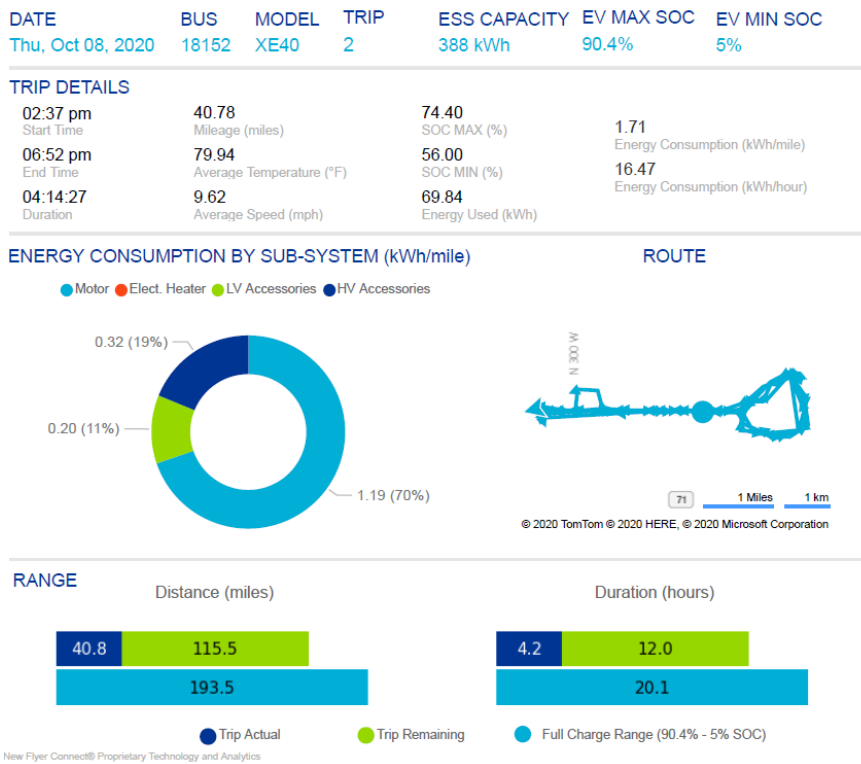 DATE BUS MODEL TRIP ESS CAPACITY EV MAX SOC EV MIN SOC
Thu, Oct 08, 2020 18152 XE40 2 388 kWh 90.4% 5%
TRIP DETAILS
02:37 pm 40.78 74.40
Start Time Mileage (miles) SOC MAX (%)
1.71
Energy Consumption (kWh/mile)
06:52 pm 79.94 56.00
End Time Average Temperature (°F) SOC MIN (%)
16.47
Energy Consumption (kWh/hour)
04:14:27 9.62 69.84
Duration Average Speed (mph) Energy Used (kWh)
ENERGY CONSUMPTION BY SUB-SYSTEM (kWh/mile) ROUTE
Motor Elect. Heater LV Accessories HV Accessories
0.32 (19%)
0.20 (11%)
1.19 (70%)
N 300 W
71 1 Miles 1 km
© 2020 TomTom © 2020 HERE, © 2020 Microsoft Corporation
RANGE
Distance (miles) Duration (hours)
40.8 115.5 4.2 12.0
193.5 20.1
Trip Actual Trip Remaining Full Charge Range (90.4% - 5% SOC)
New Flyer Connect® Proprietary Technology and Analytics